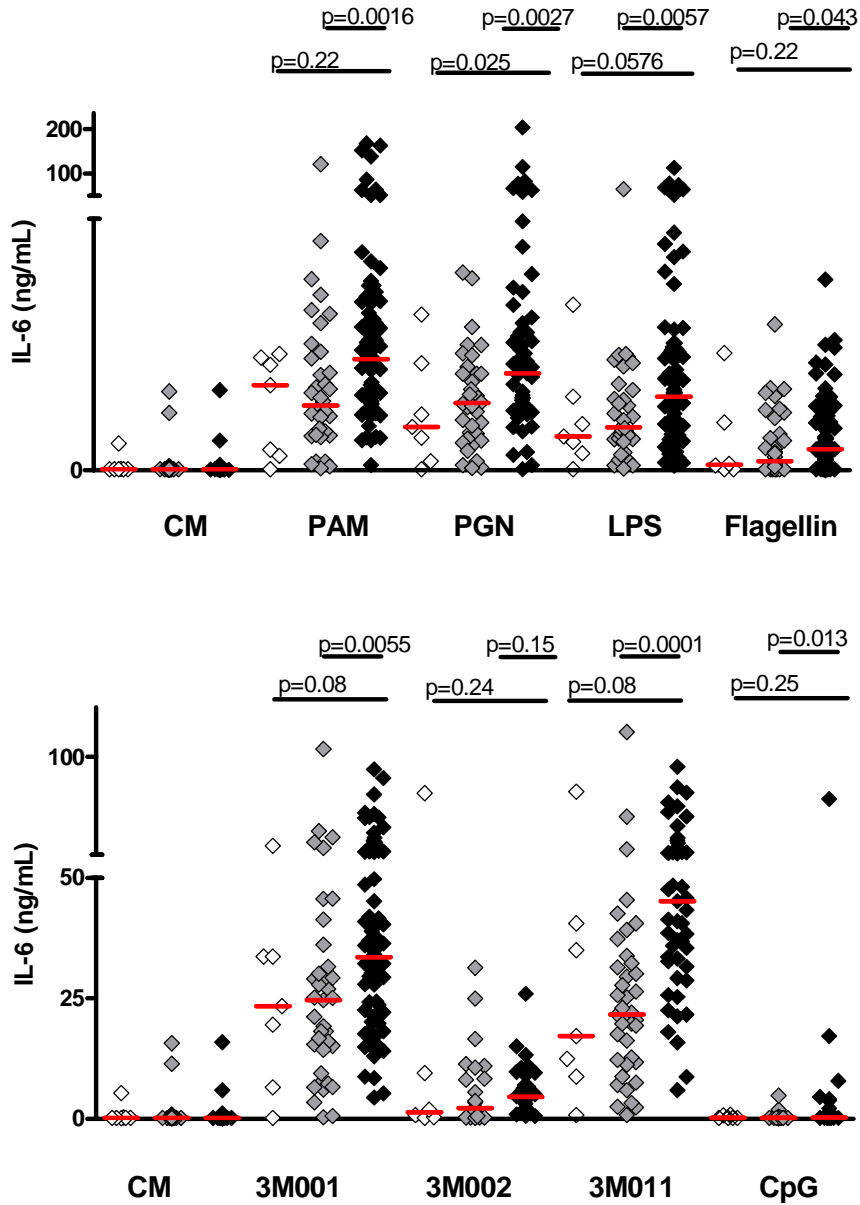 p=0.0016 p=0.0027 p=0.0057 p=0.043
p=0.22 p=0.025 p=0.0576 p=0.22
200
100
IL-6 (ng/mL)
0
CM PAM PGN LPS Flagellin
p=0.0055 p=0.15 p=0.0001 p=0.013
p=0.08 p=0.24 p=0.08 p=0.25
100
50
IL-6 (ng/mL)
25
0
CM 3M001 3M002 3M011 CpG